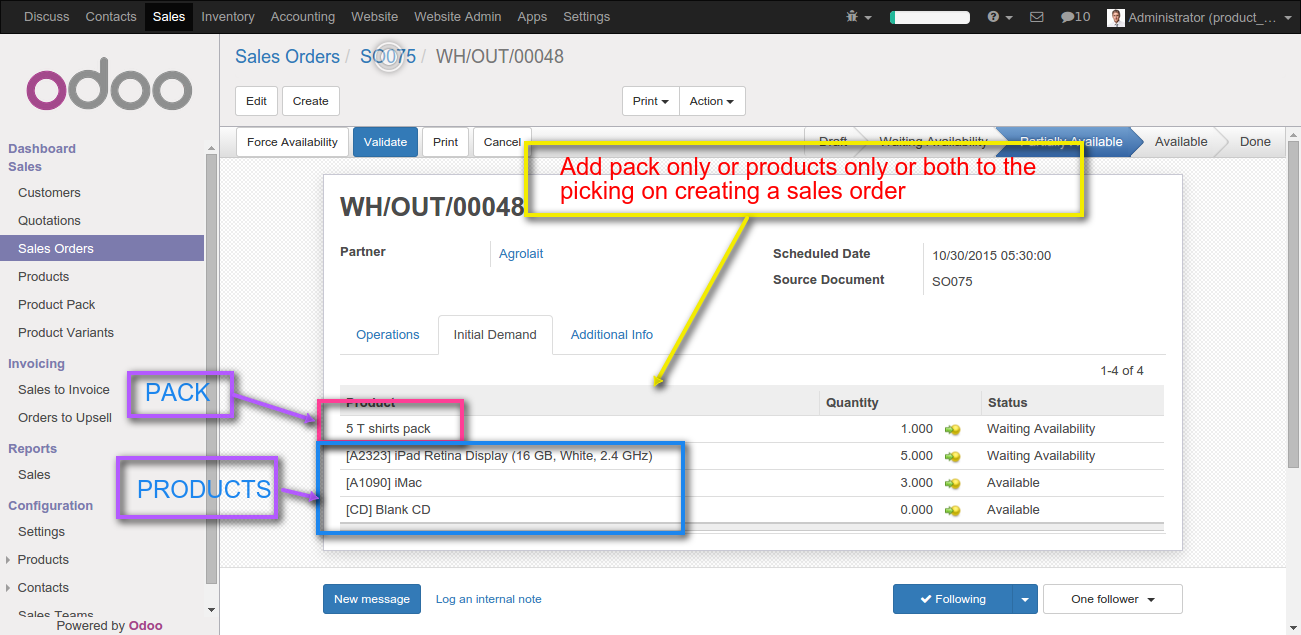 Discuss Contacts Sales Inventory Accounting Website Website Admin Apps Settings 10 Administrator (product_...
odoo
Sales Orders / SO075 / WH/OUT/00048
Edit Create Print Action
Force Availability Validate Print Cancel Draft Waiting Availability Partially Available Available Done
Add pack only or products only or both to the
picking on creating a sales order
Dashboard
Sales
Customers
Quotations
Sales Orders
Products
Product Pack
Product Variants
Invoicing
Sales to Invoice
Orders to Upsell
Reports
Sales
Configuration
Settings
Products
Contacts
Sales Teams
Powered by Odoo
WH/OUT/00048
Partner Agrolait
Scheduled Date 10/30/2015 05:30:00
Source Document SO075
Operations Initial Demand Additional Info
1-4 of 4
PACK
PRODUCTS
Product Quantity Status
5 T shirts pack 1.000 Waiting Availability
[A2323] iPad Retina Display (16 GB, White, 2.4 GHz) 5.000 Waiting Availability
[A1090] iMac 3.000 Available
[CD] Blank CD 0.000 Available
New message Log an internal note Following One follower